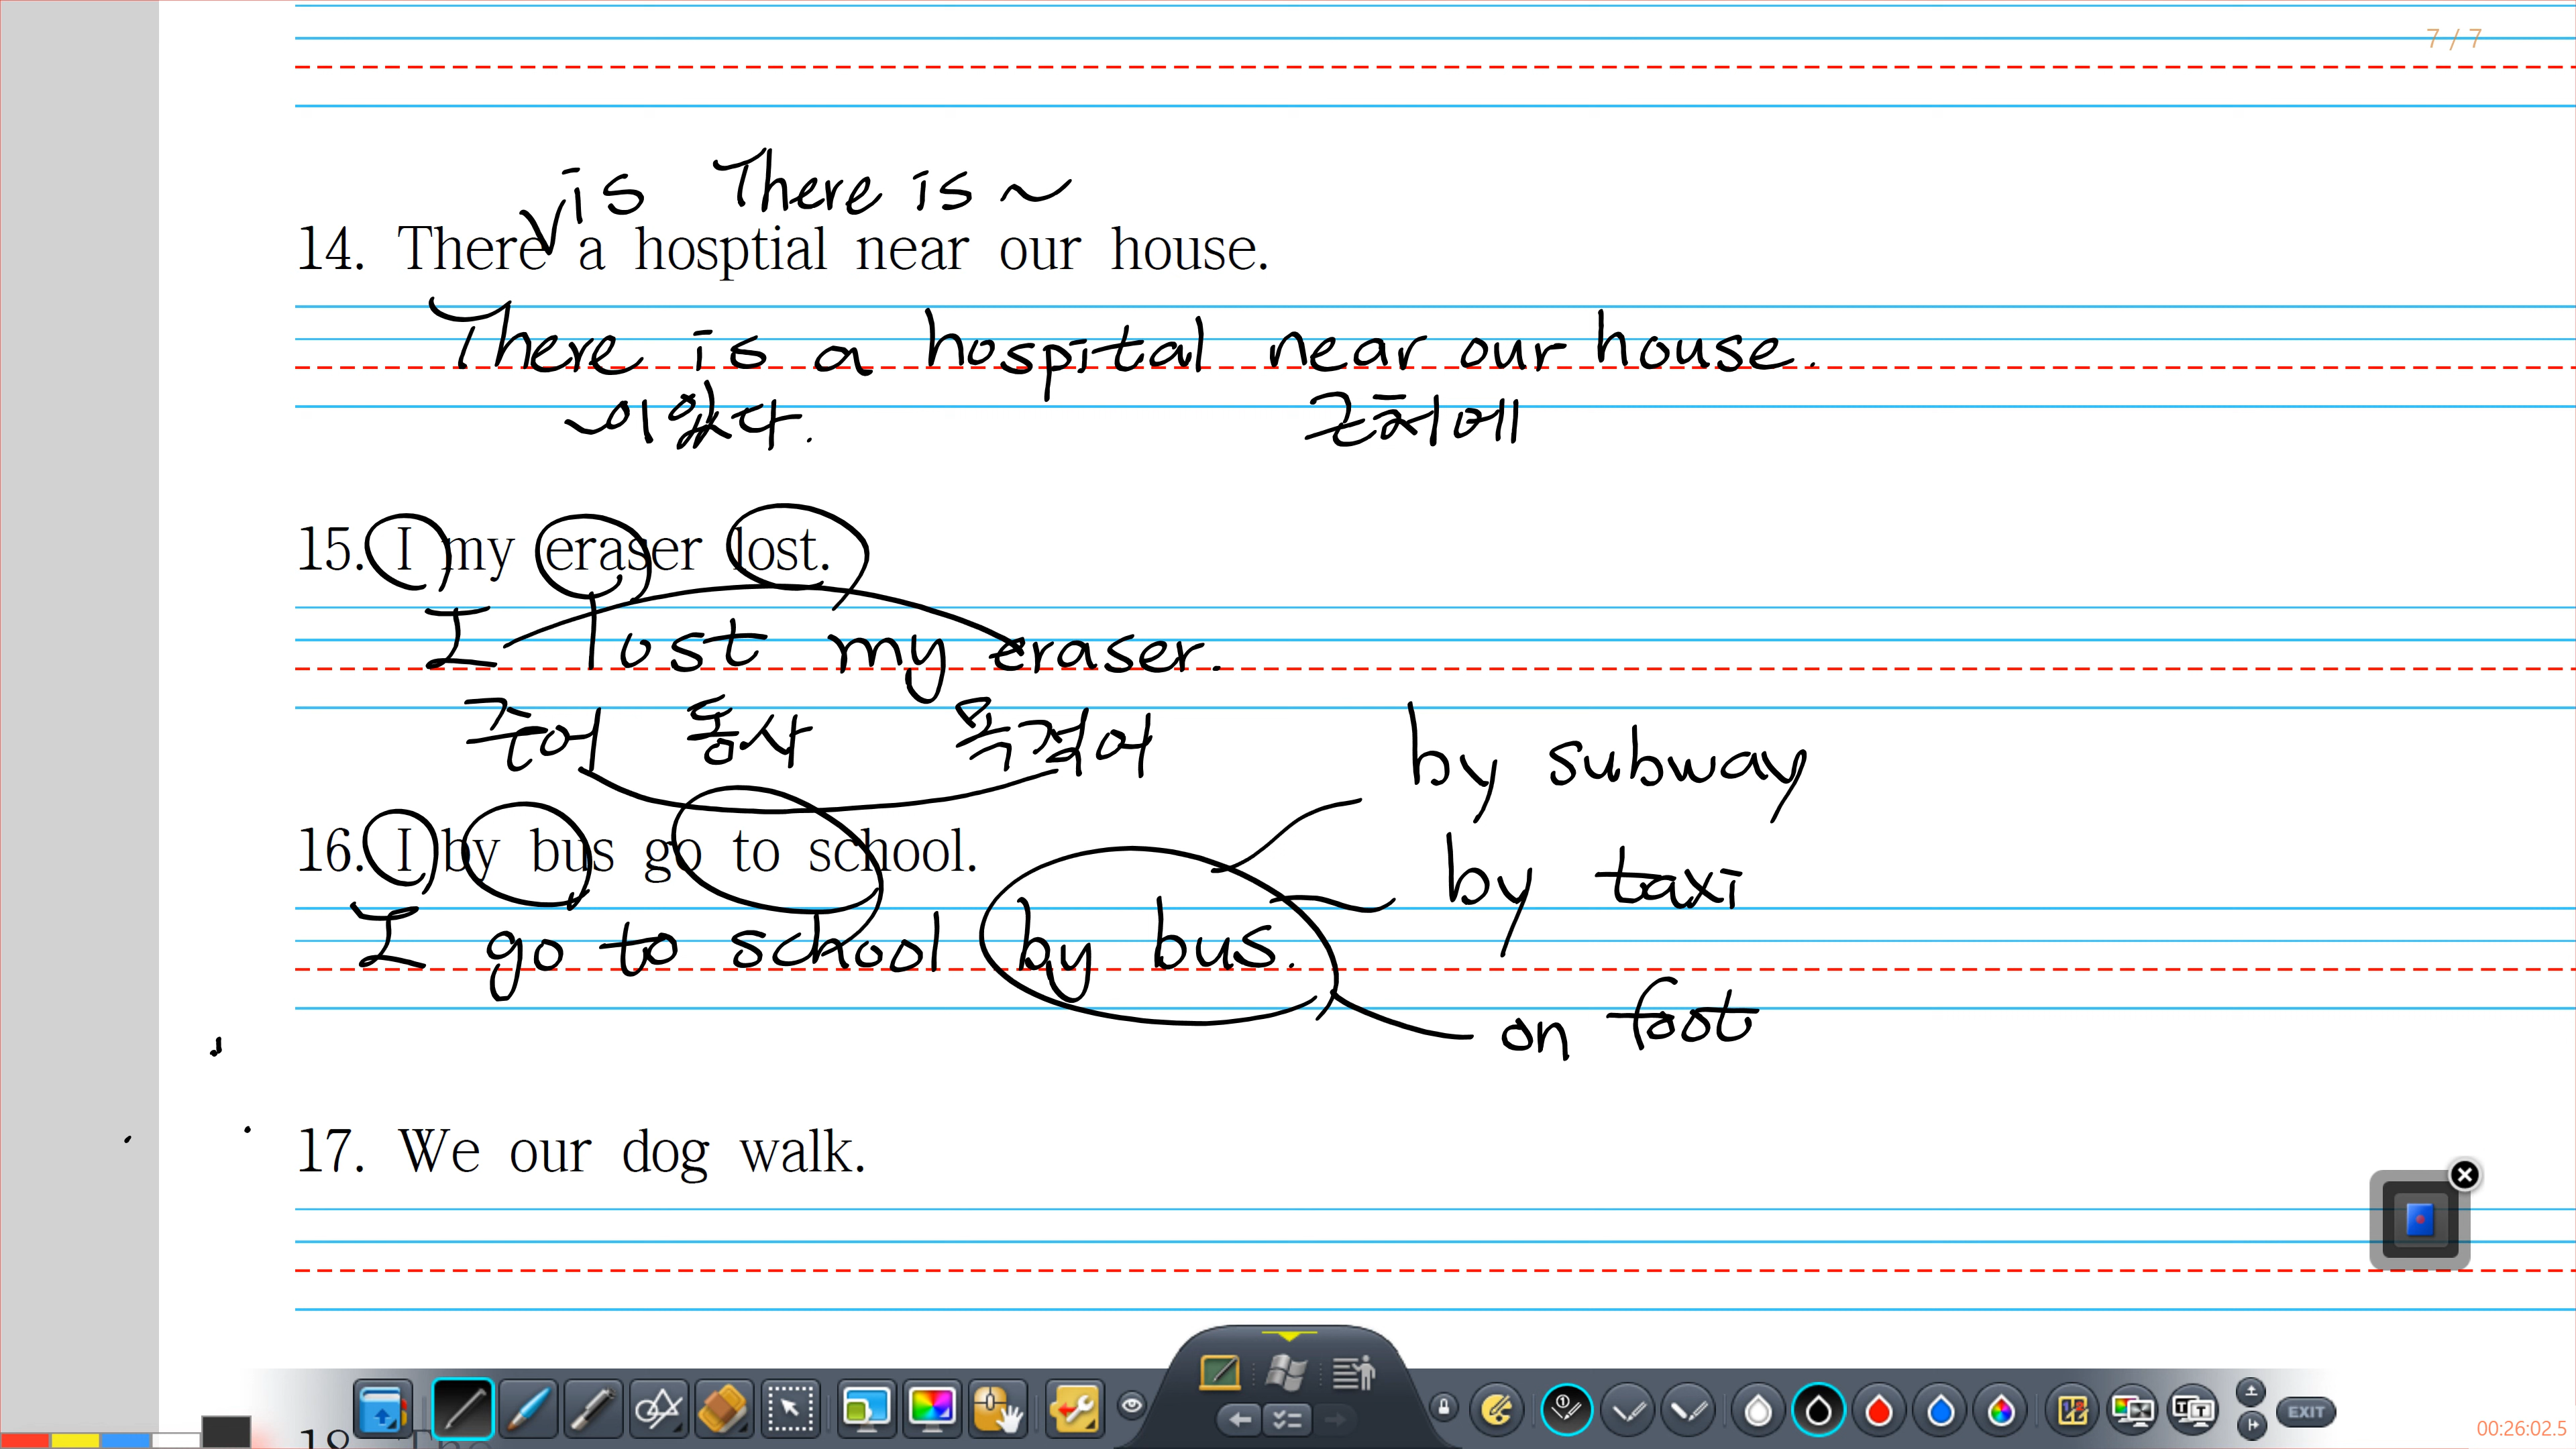 7 / 7
is There is ~
14. There a hosptial near our house.
There is a hospital near our house.
~이 있다. 근처에
15. I my eraser lost.
I lost my eraser.
주어 동사 목적어
by subway
16. I by bus go to school.
by taxi
I go to school by bus.
on foot
17. We our dog walk.
EXIT
00:26:02.5
18. The